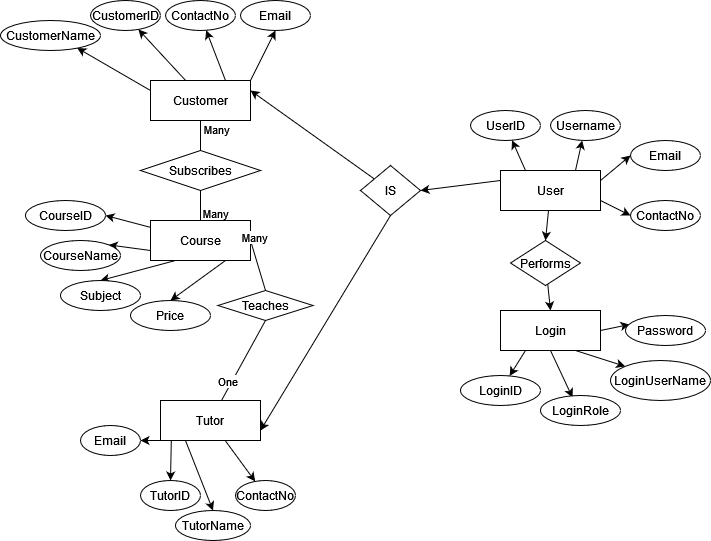 CustomerID
ContactNo
Email
CustomerName
Customer
Many
Subscribes
Many
CourseID
Course
Many
CourseName
Subject
Price
Teaches
One
Tutor
Email
TutorID
ContactNo
TutorName
IS
UserID
Username
Email
User
ContactNo
Performs
Login
Password
LoginID
LoginUserName
LoginRole